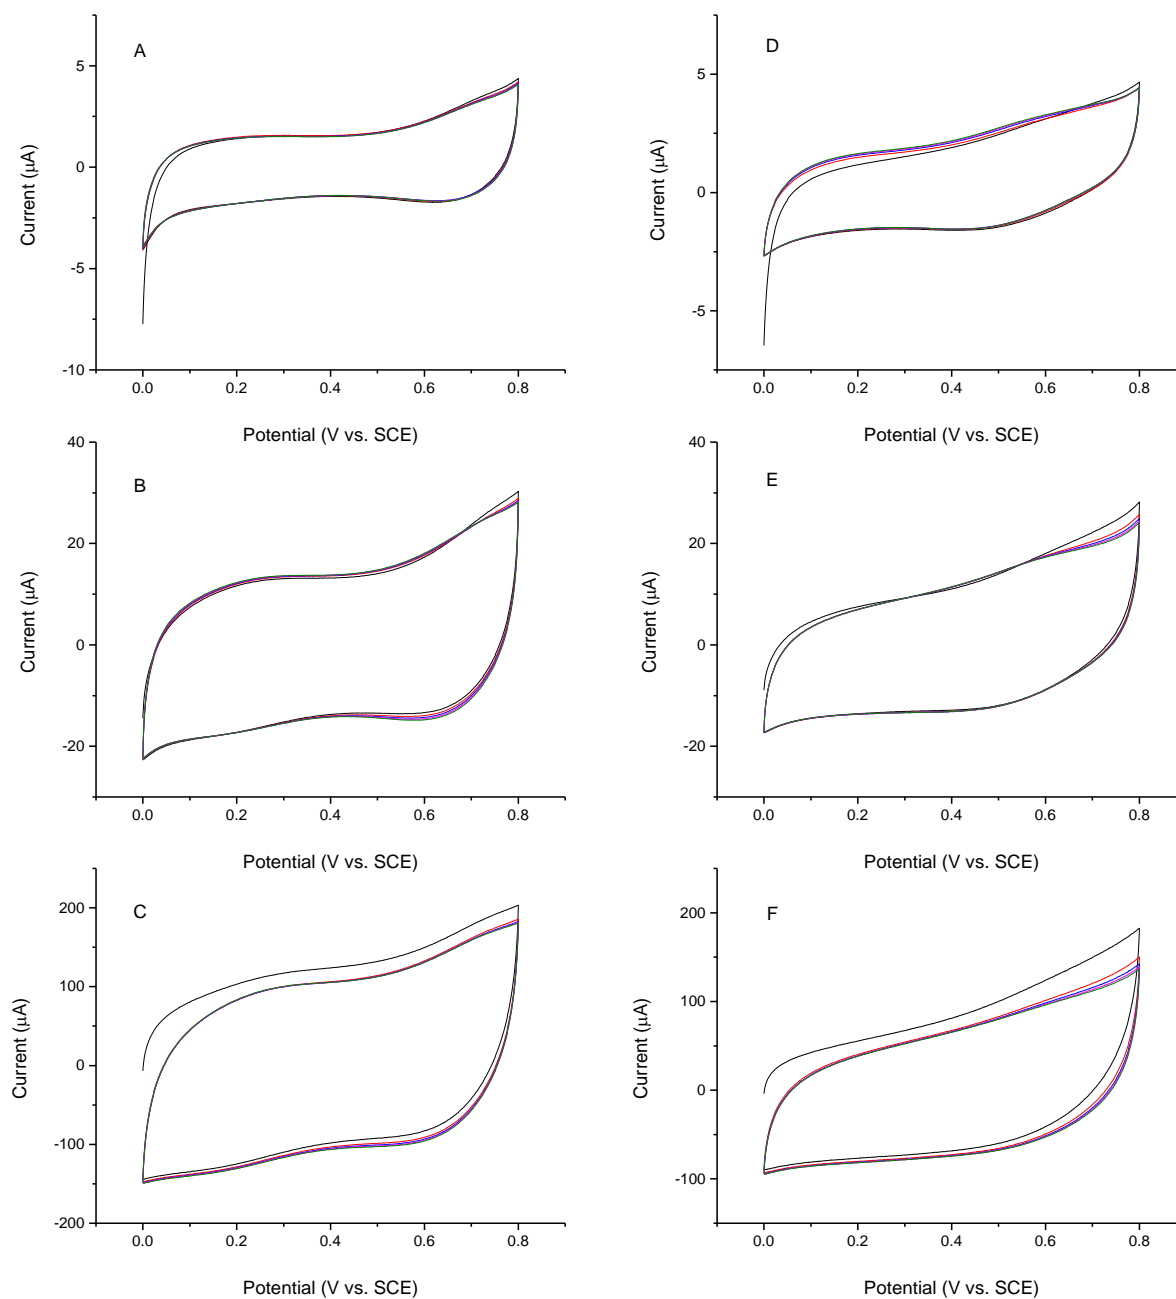 A
Current (μA)
5
0
-5
-10
0.0 0.2 0.4 0.6 0.8
Potential (V vs. SCE)
D
Current (μA)
5
0
-5
0.0 0.2 0.4 0.6 0.8
Potential (V vs. SCE)
B
Current (μA)
40
20
0
-20
0.0 0.2 0.4 0.6 0.8
Potential (V vs. SCE)
E
Current (μA)
40
20
0
-20
0.0 0.2 0.4 0.6 0.8
Potential (V vs. SCE)
C
Current (μA)
200
100
0
-100
-200
0.0 0.2 0.4 0.6 0.8
Potential (V vs. SCE)
F
Current (μA)
200
100
0
-100
0.0 0.2 0.4 0.6 0.8
Potential (V vs. SCE)